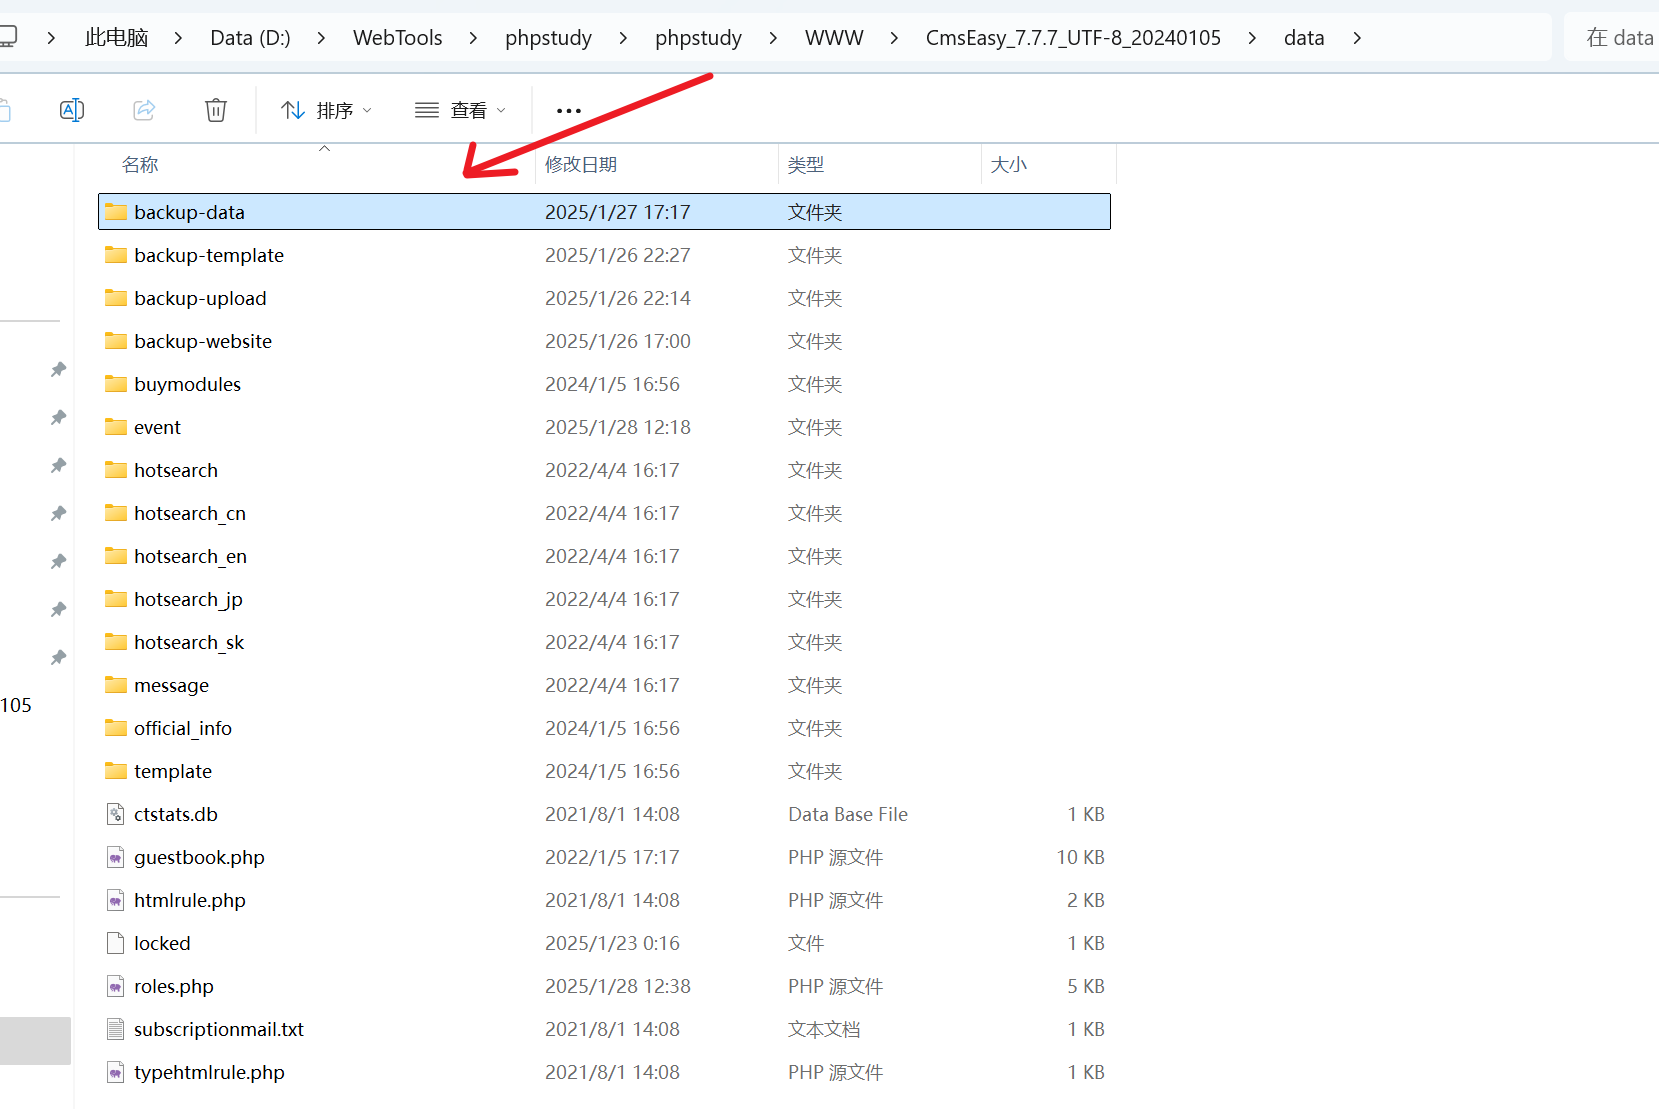 此电脑 Data (D:) WebTools phpstudy phpstudy WWW CmsEasy_7.7.7_UTF-8_20240105 data 在 data
排序 查看
名称 修改日期 类型 大小
backup-data 2025/1/27 17:17 文件夹
backup-template 2025/1/26 22:27 文件夹
backup-upload 2025/1/26 22:14 文件夹
backup-website 2025/1/26 17:00 文件夹
buymodules 2024/1/5 16:56 文件夹
event 2025/1/28 12:18 文件夹
hotsearch 2022/4/4 16:17 文件夹
hotsearch_cn 2022/4/4 16:17 文件夹
hotsearch_en 2022/4/4 16:17 文件夹
hotsearch_jp 2022/4/4 16:17 文件夹
hotsearch_sk 2022/4/4 16:17 文件夹
message 2022/4/4 16:17 文件夹
105
official_info 2024/1/5 16:56 文件夹
template 2024/1/5 16:56 文件夹
ctstats.db 2021/8/1 14:08 Data Base File 1 KB
guestbook.php 2022/1/5 17:17 PHP 源文件 10 KB
htmlrule.php 2021/8/1 14:08 PHP 源文件 2 KB
locked 2025/1/23 0:16 文件 1 KB
roles.php 2025/1/28 12:38 PHP 源文件 5 KB
subscriptionmail.txt 2021/8/1 14:08 文本文档 1 KB
typehtmlrule.php 2021/8/1 14:08 PHP 源文件 1 KB